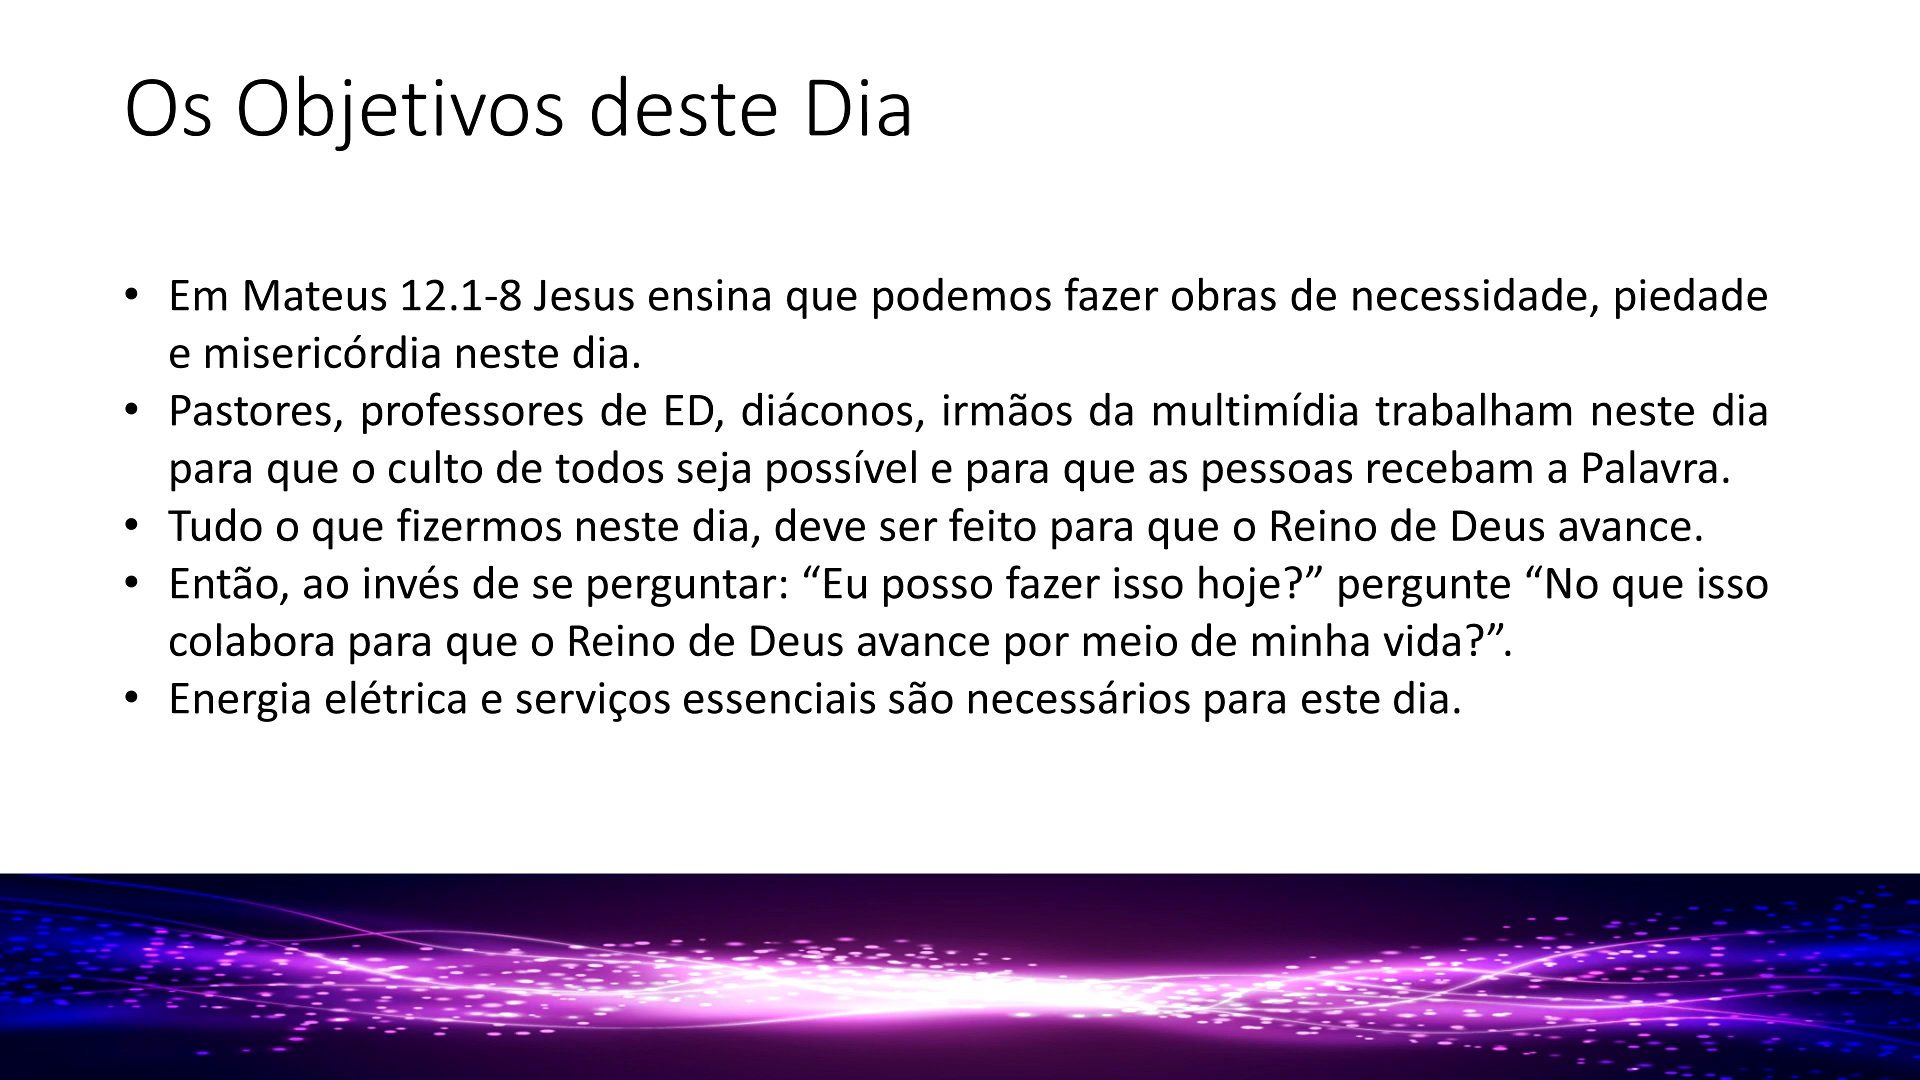 Os Objetivos deste Dia
• Em Mateus 12.1-8 Jesus ensina que podemos fazer obras de necessidade, piedade
e misericórdia neste dia.
• Pastores, professores de ED, diáconos, irmãos da multimídia trabalham neste dia
para que o culto de todos seja possível e para que as pessoas recebam a Palavra.
• Tudo o que fizermos neste dia, deve ser feito para que o Reino de Deus avance.
• Então, ao invés de se perguntar: “Eu posso fazer isso hoje?” pergunte “No que isso
colabora para que o Reino de Deus avance por meio de minha vida?”.
• Energia elétrica e serviços essenciais são necessários para este dia.